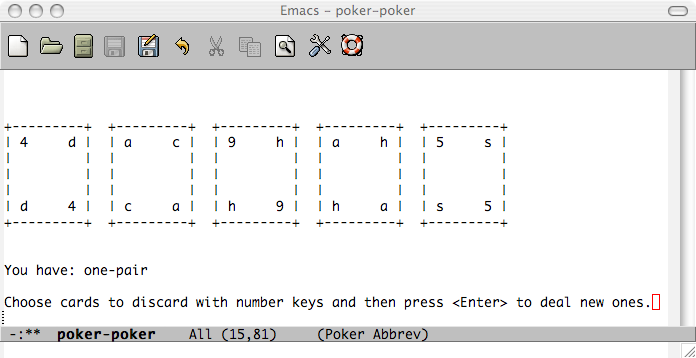 Emacs – poker-poker
+---------+ +---------+ +---------+ +---------+ +---------+
| 4     d | | a     c | | 9     h | | a     h | | 5     s |
|         | |         | |         | |         | |         |
|         | |         | |         | |         | |         |
|         | |         | |         | |         | |         |
| d     4 | | c     a | | h     9 | | h     a | | s     5 |
+---------+ +---------+ +---------+ +---------+ +---------+
You have: one-pair
Choose cards to discard with number keys and then press <Enter> to deal new ones.
-:** poker-poker All (15,81) (Poker Abbrev)